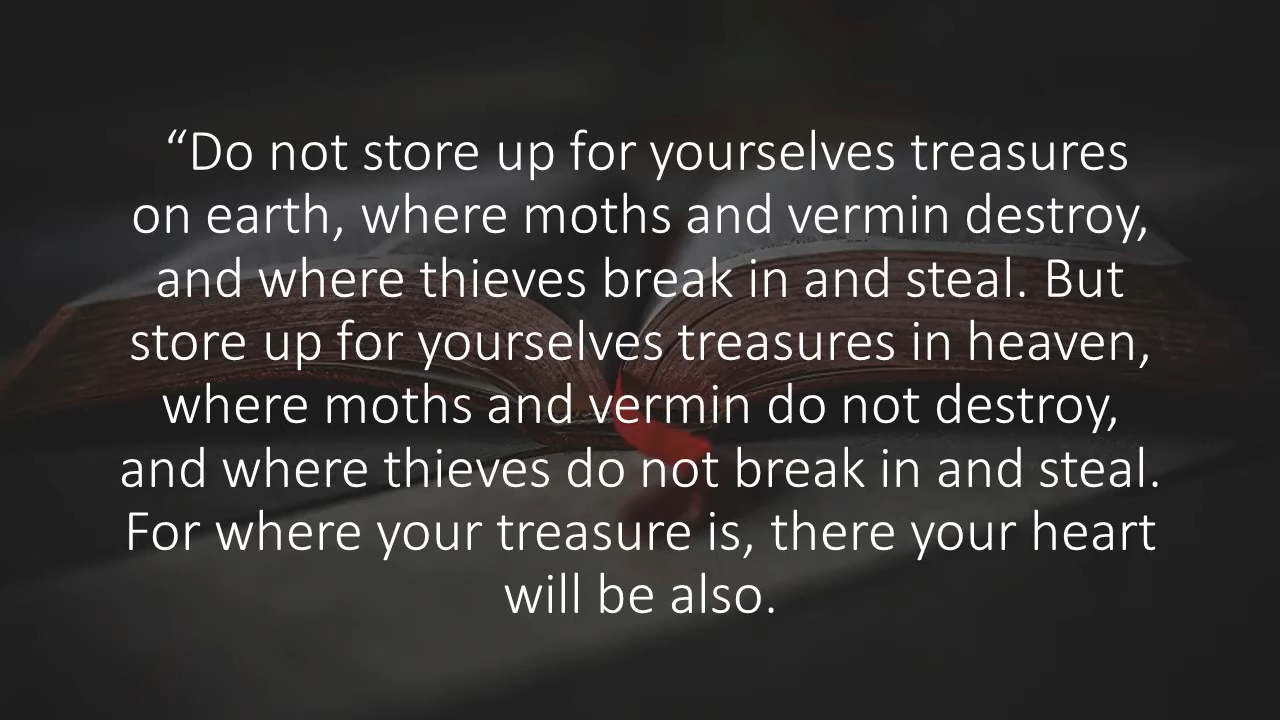 “Do not store up for yourselves treasures
on earth, where moths and vermin destroy,
and where thieves break in and steal. But
store up for yourselves treasures in heaven,
where moths and vermin do not destroy,
and where thieves do not break in and steal.
For where your treasure is, there your heart
will be also.